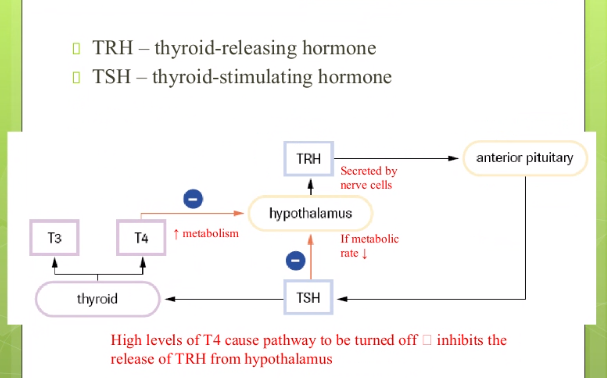 TRH – thyroid-releasing hormone
TSH – thyroid-stimulating hormone
TRH
anterior pituitary
Secreted by
nerve cells
hypothalamus
T3
T4
↑ metabolism
If metabolic
rate ↓
thyroid
TSH
High levels of T4 cause pathway to be turned off □ inhibits the
release of TRH from hypothalamus